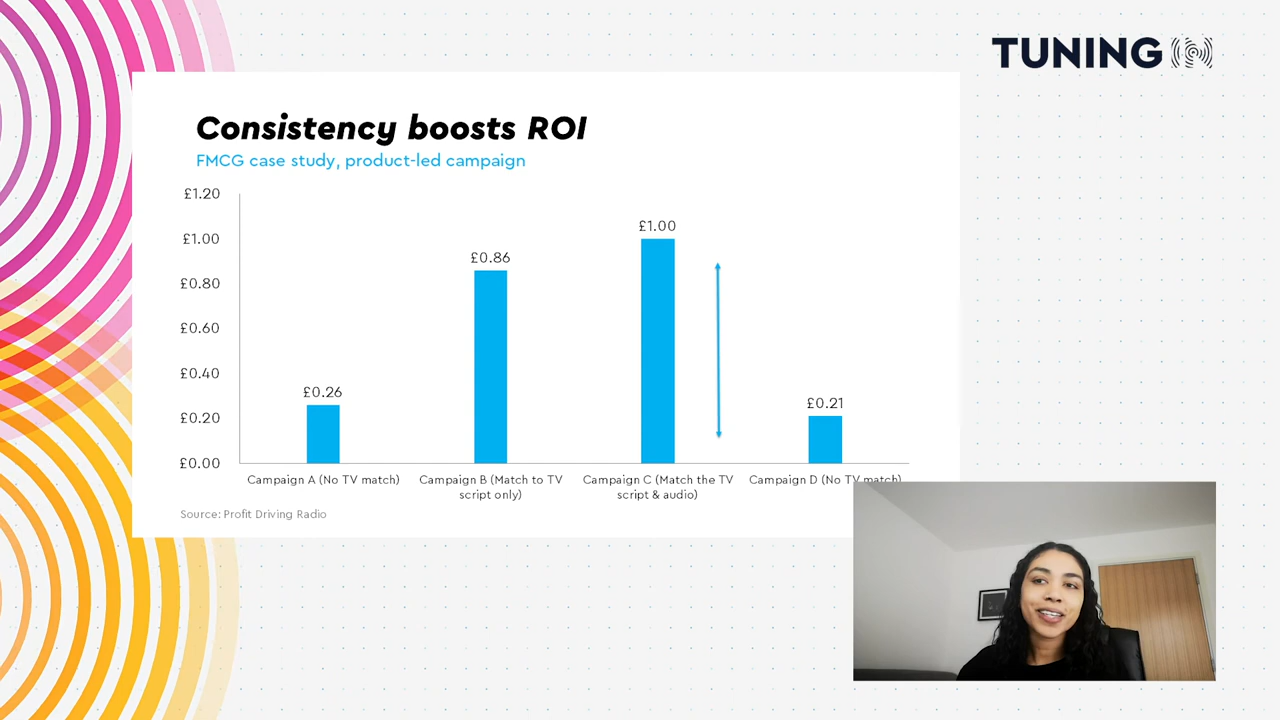 TUNING IN
Consistency boosts ROI
FMCG case study, product-led campaign
£1.20
£1.00
£0.80
£0.60
£0.40
£0.20
£0.00
£0.26
£0.86
£1.00
£0.21
Campaign A (No TV match)
Campaign B (Match to TV
script only)
Campaign C (Match the TV
script & audio)
Campaign D (No TV match)
Source: Profit Driving Radio